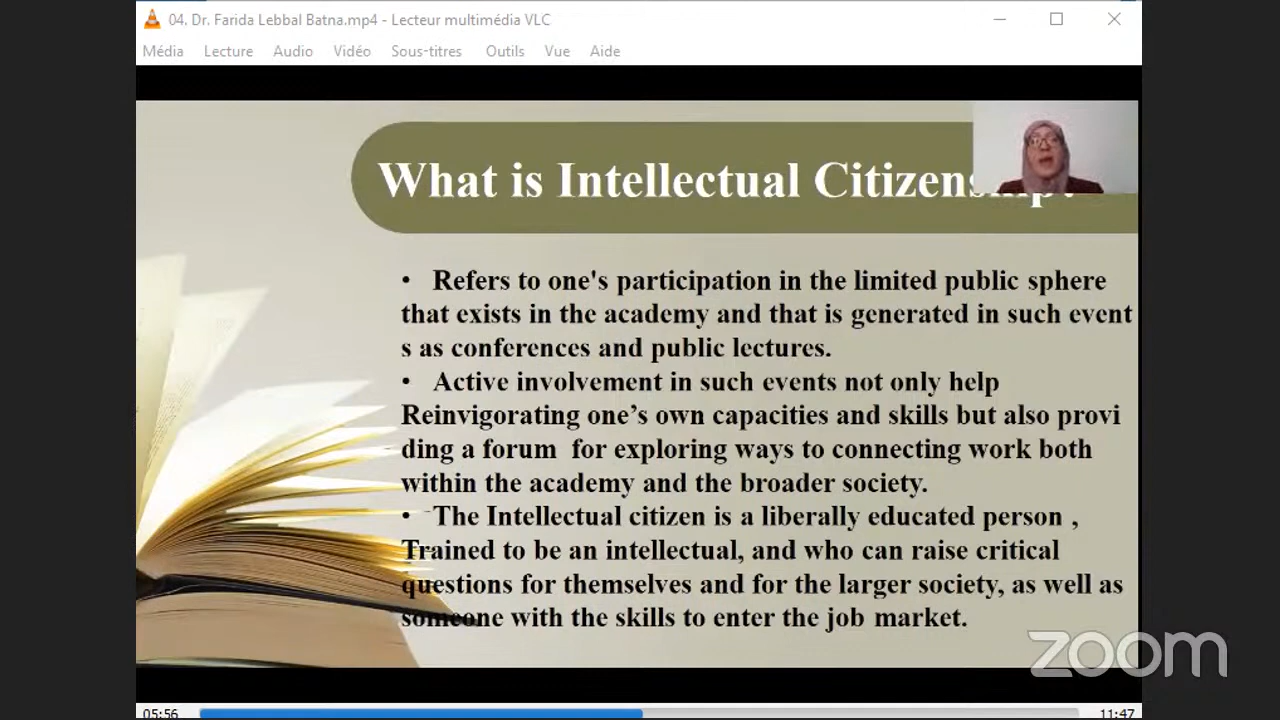 04. Dr. Farida Lebbal Batna.mp4 - Lecteur multimédia VLC
Média Lecture Audio Vidéo Sous-titres Outils Vue Aide
What is Intellectual
• Refers to one's participation in the limited public sphere
that exists in the academy and that is generated in such event
s as conferences and public lectures.
• Active involvement in such events not only help
Reinvigorating one’s own capacities and skills but also provi
ding a forum for exploring ways to connecting work both
within the academy and the broader society.
• The Intellectual citizen is a liberally educated person ,
Trained to be an intellectual, and who can raise critical
questions for themselves and for the larger society, as well as
someone with the skills to enter the job market.
zoom
05:56 11:47